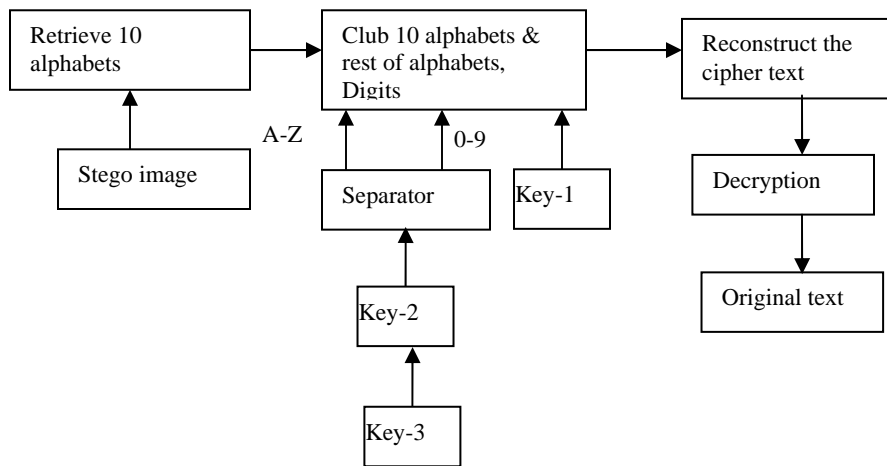 Retrieve 10
alphabets
Club 10 alphabets &
rest of alphabets,
Digits
Reconstruct the
cipher text
A-Z
0-9
Stego image
Separator
Key-1
Decryption
Key-2
Original text
Key-3